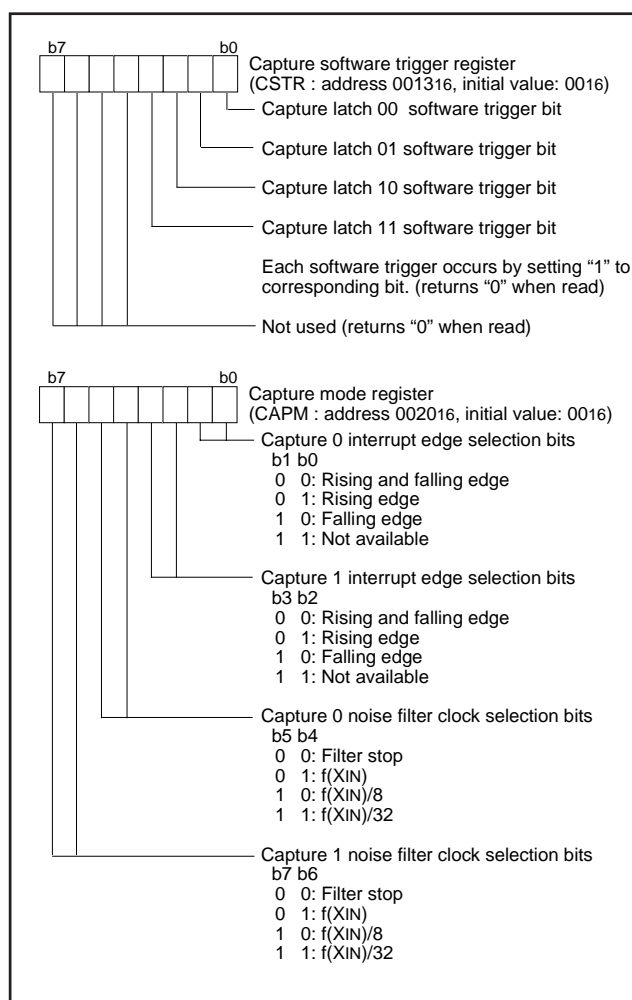 b7 b0
Capture software trigger register
(CSTR : address 001316, initial value: 0016)
Capture latch 00 software trigger bit
Capture latch 01 software trigger bit
Capture latch 10 software trigger bit
Capture latch 11 software trigger bit
Each software trigger occurs by setting “1” to
corresponding bit. (returns “0” when read)
Not used (returns “0” when read)
b7 b0
Capture mode register
(CAPM : address 002016, initial value: 0016)
Capture 0 interrupt edge selection bits
b1 b0
0 0: Rising and falling edge
0 1: Rising edge
1 0: Falling edge
1 1: Not available
Capture 1 interrupt edge selection bits
b3 b2
0 0: Rising and falling edge
0 1: Rising edge
1 0: Falling edge
1 1: Not available
Capture 0 noise filter clock selection bits
b5 b4
0 0: Filter stop
0 1: f(XIN)
1 0: f(XIN)/8
1 1: f(XIN)/32
Capture 1 noise filter clock selection bits
b7 b6
0 0: Filter stop
0 1: f(XIN)
1 0: f(XIN)/8
1 1: f(XIN)/32